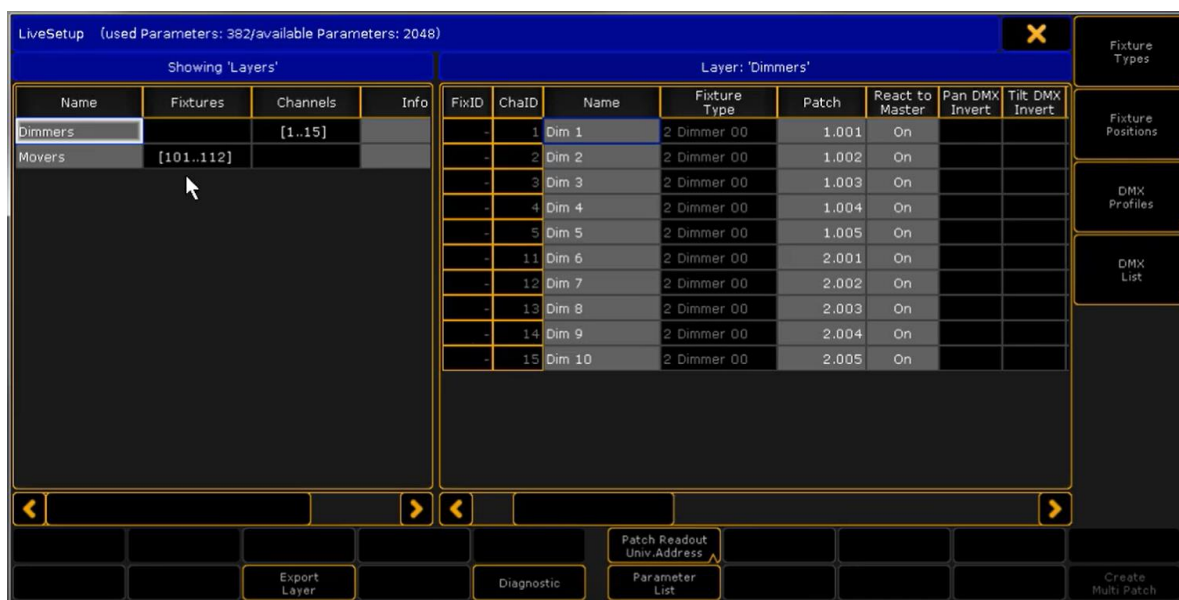 LiveSetup (used Parameters: 382/available Parameters: 2048)
Fixture
Types
Showing 'Layers'
Layer: 'Dimmers'
Name Fixtures Channels Info
FixID ChaID Name Fixture Type Patch React to Master Pan DMX Invert Tilt DMX Invert
Dimmers [1..15]
Movers [101..112]
- 1 Dim 1 2 Dimmer 00 1.001 On
- 2 Dim 2 2 Dimmer 00 1.002 On
- 3 Dim 3 2 Dimmer 00 1.003 On
- 4 Dim 4 2 Dimmer 00 1.004 On
- 5 Dim 5 2 Dimmer 00 1.005 On
- 11 Dim 6 2 Dimmer 00 2.001 On
- 12 Dim 7 2 Dimmer 00 2.002 On
- 13 Dim 8 2 Dimmer 00 2.003 On
- 14 Dim 9 2 Dimmer 00 2.004 On
- 15 Dim 10 2 Dimmer 00 2.005 On
Fixture
Positions
DMX
Profiles
DMX
List
Patch Readout
Univ.Address
Export
Layer
Diagnostic
Parameter
List
Create
Multi Patch